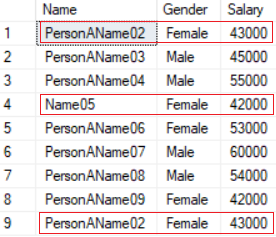 Name Gender Salary
1 PersonAName02 Female 43000
2 PersonAName03 Male 45000
3 PersonAName04 Male 55000
4 Name05 Female 42000
5 PersonAName06 Female 53000
6 PersonAName07 Male 60000
7 PersonAName08 Male 54000
8 PersonAName09 Female 42000
9 PersonAName02 Female 43000